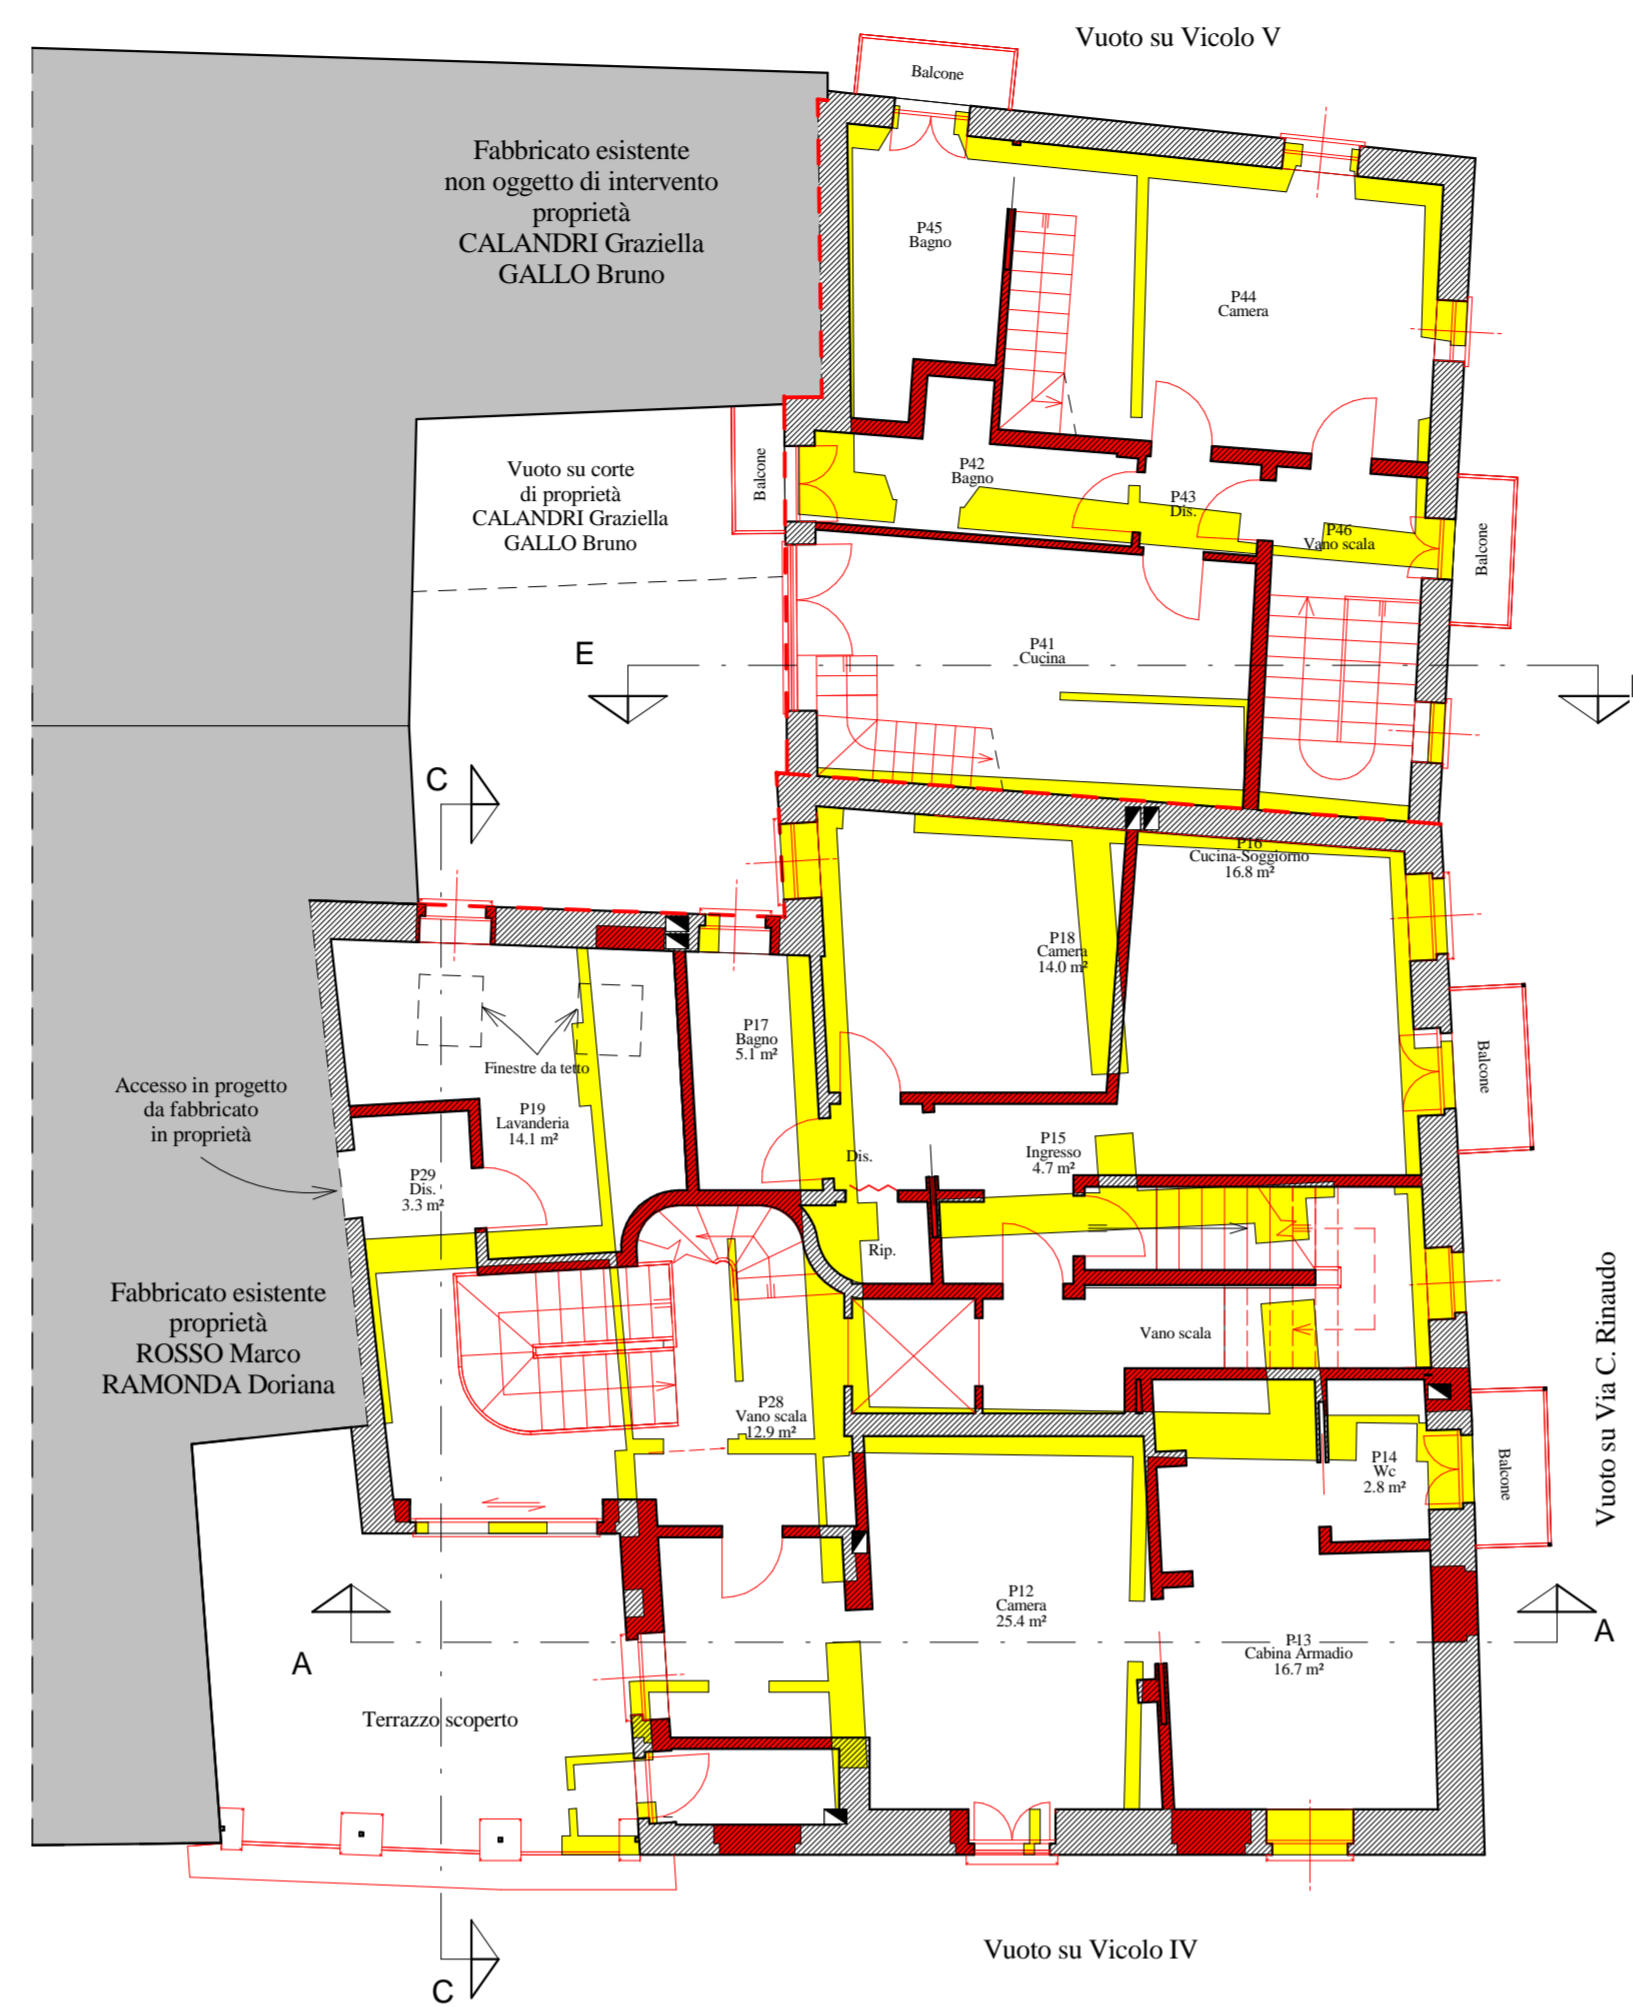 Vuoto su Vicolo V
Balcone
Fabbricato esistente
non oggetto di intervento
proprietà
CALANDRI Graziella
GALLO Bruno
P45
Bagno
P44
Camera
Vuoto su corte
di proprietà
CALANDRI Graziella
GALLO Bruno
Balcone
P42
Bagno
P43
Dis.
P46
Vano scala
Balcone
E
P41
Cucina
C
P16
Cucina-Soggiorno
16.8 m²
P18
Camera
14.0 m²
P17
Bagno
5.1 m²
Balcone
Finestre da tetto
Accesso in progetto
da fabbricato
in proprietà
P19
Lavanderia
14.1 m²
P29
Dis.
3.3 m²
Dis.
P15
Ingresso
4.7 m²
Rip.
Fabbricato esistente
proprietà
ROSSO Marco
RAMONDA Doriana
Vano scala
P28
Vano scala
12.9 m²
P14
Wc
2.8 m²
Balcone
Vuoto su Via C. Rinaudo
P12
Camera
25.4 m²
P13
Cabina Armadio
16.7 m²
A
A
Terrazzo scoperto
Vuoto su Vicolo IV
C